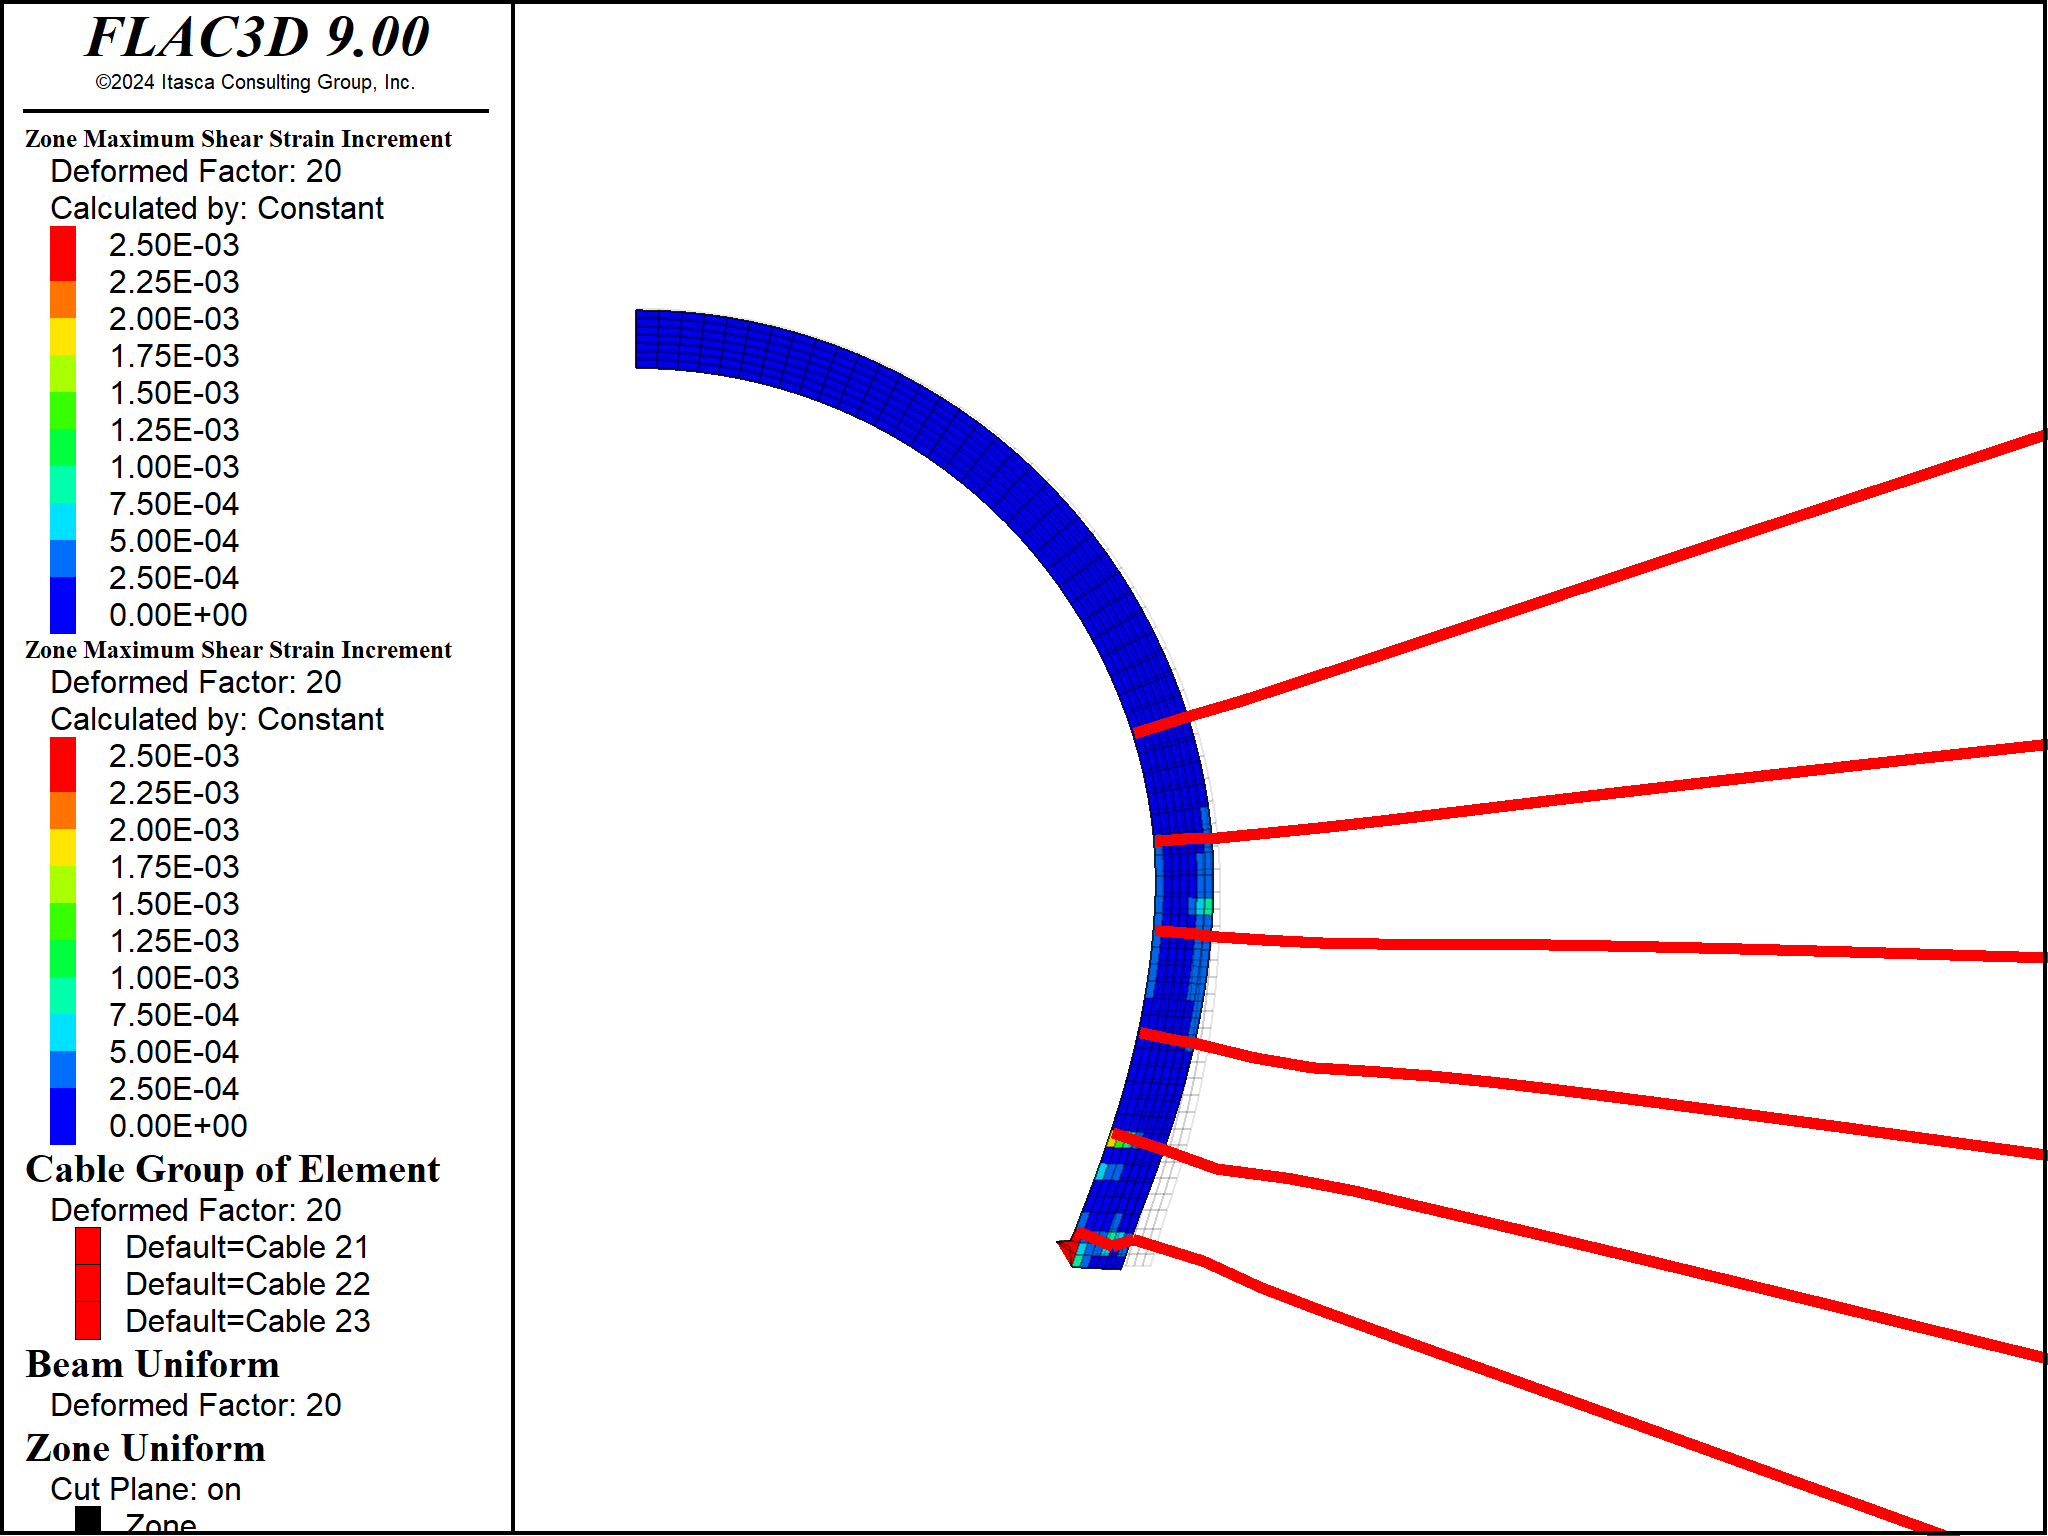 FLAC3D 9.00
©2024 Itasca Consulting Group, Inc.
Zone Maximum Shear Strain Increment
Deformed Factor: 20
Calculated by: Constant
2.50E-03
2.25E-03
2.00E-03
1.75E-03
1.50E-03
1.25E-03
1.00E-03
7.50E-04
5.00E-04
2.50E-04
0.00E+00
Zone Maximum Shear Strain Increment
Deformed Factor: 20
Calculated by: Constant
2.50E-03
2.25E-03
2.00E-03
1.75E-03
1.50E-03
1.25E-03
1.00E-03
7.50E-04
5.00E-04
2.50E-04
0.00E+00
Cable Group of Element
Deformed Factor: 20
Default=Cable 21
Default=Cable 22
Default=Cable 23
Beam Uniform
Deformed Factor: 20
Zone Uniform
Cut Plane: on
Zone